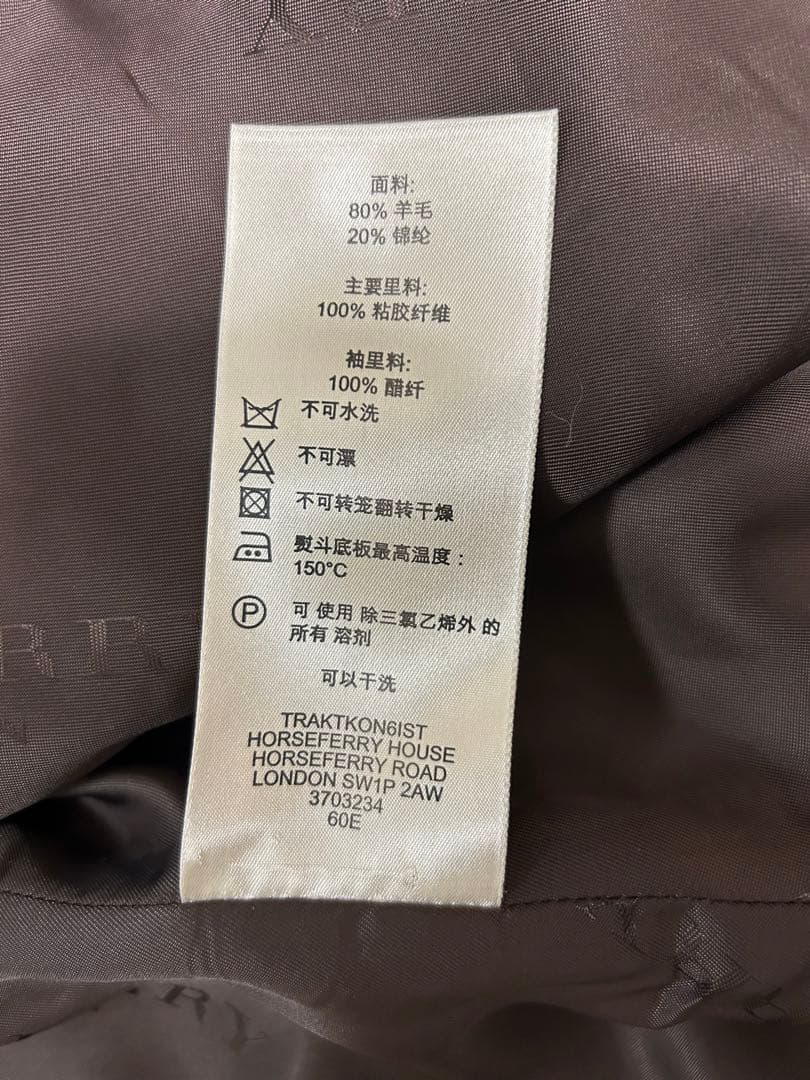 面料:
80% 羊毛
20% 锦纶
主要里料:
100% 粘胶纤维
袖里料:
100% 醋纤
不可水洗
不可漂
不可转笼翻转干燥
熨斗底板最高温度:
150°C
P
可 使用 除三氯乙烯外 的
所有 溶剂
可以干洗
TRAKTKON6IST
HORSEFERRY HOUSE
HORSEFERRY ROAD
LONDON SW1P 2AW
3703234
60E
RR
RRY